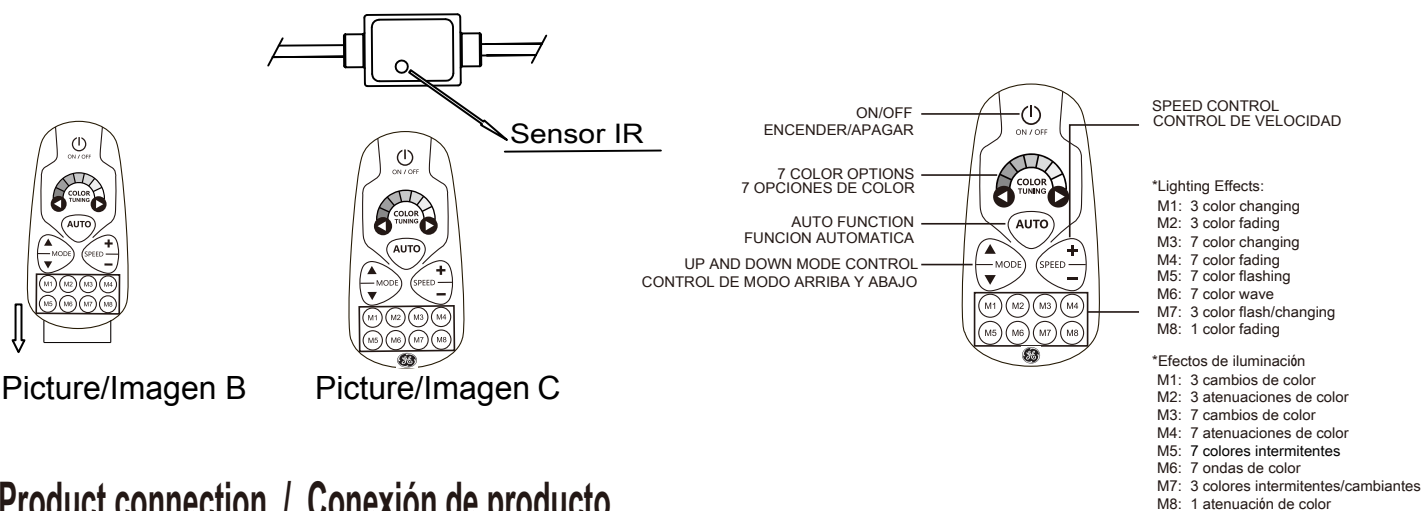 Sensor IR
ON / OFF
COLOR
TUNING
AUTO
MODE
SPEED
+
−
M1 M2 M3 M4
M5 M6 M7 M8
Picture/Imagen B
ON / OFF
COLOR
TUNING
AUTO
MODE
SPEED
+
−
M1 M2 M3 M4
M5 M6 M7 M8
GE
Picture/Imagen C
ON/OFF
ENCENDER/APAGAR
7 COLOR OPTIONS
7 OPCIONES DE COLOR
AUTO FUNCTION
FUNCION AUTOMATICA
UP AND DOWN MODE CONTROL
CONTROL DE MODO ARRIBA Y ABAJO
ON / OFF
COLOR
TUNING
AUTO
MODE
SPEED
+
−
M1 M2 M3 M4
M5 M6 M7 M8
GE
SPEED CONTROL
CONTROL DE VELOCIDAD
*Lighting Effects:
M1: 3 color changing
M2: 3 color fading
M3: 7 color changing
M4: 7 color fading
M5: 7 color flashing
M6: 7 color wave
M7: 3 color flash/changing
M8: 1 color fading
*Efectos de iluminación
M1: 3 cambios de color
M2: 3 atenuaciones de color
M3: 7 cambios de color
M4: 7 atenuaciones de color
M5: 7 colores intermitentes
M6: 7 ondas de color
M7: 3 colores intermitentes/cambiantes
M8: 1 atenuación de color
Product connection / Conexión de producto